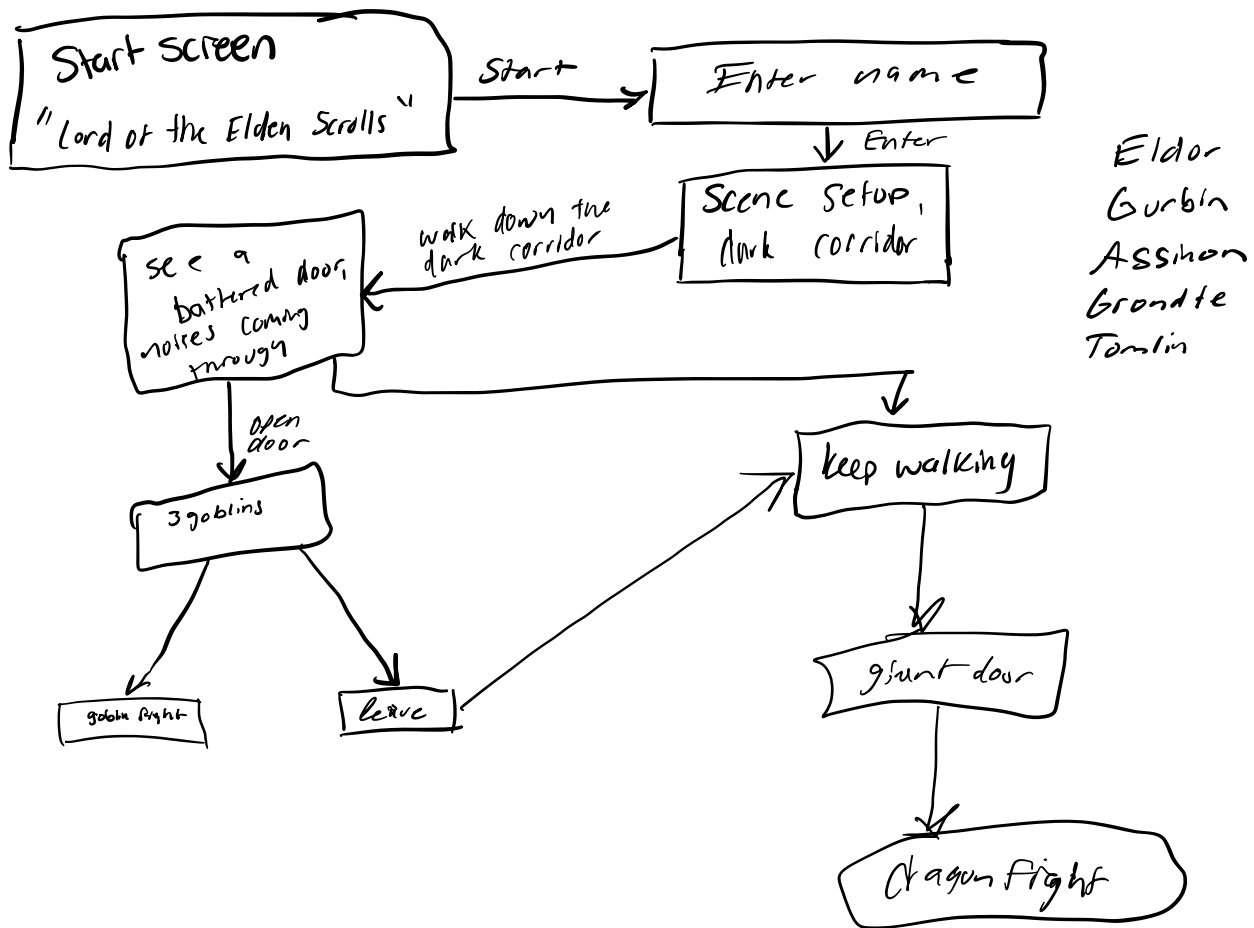 Start screen
"Lord of the Elden Scrolls"
Start
Enter name
Enter
Scene setup,
dark corridor
walk down the
dark corridor
see a
battered door,
noises coming
through
open
door
3 goblins
goblin fight
leave
keep walking
giant door
dragon fight
Eldor
Gurbin
Assihon
Tomlin